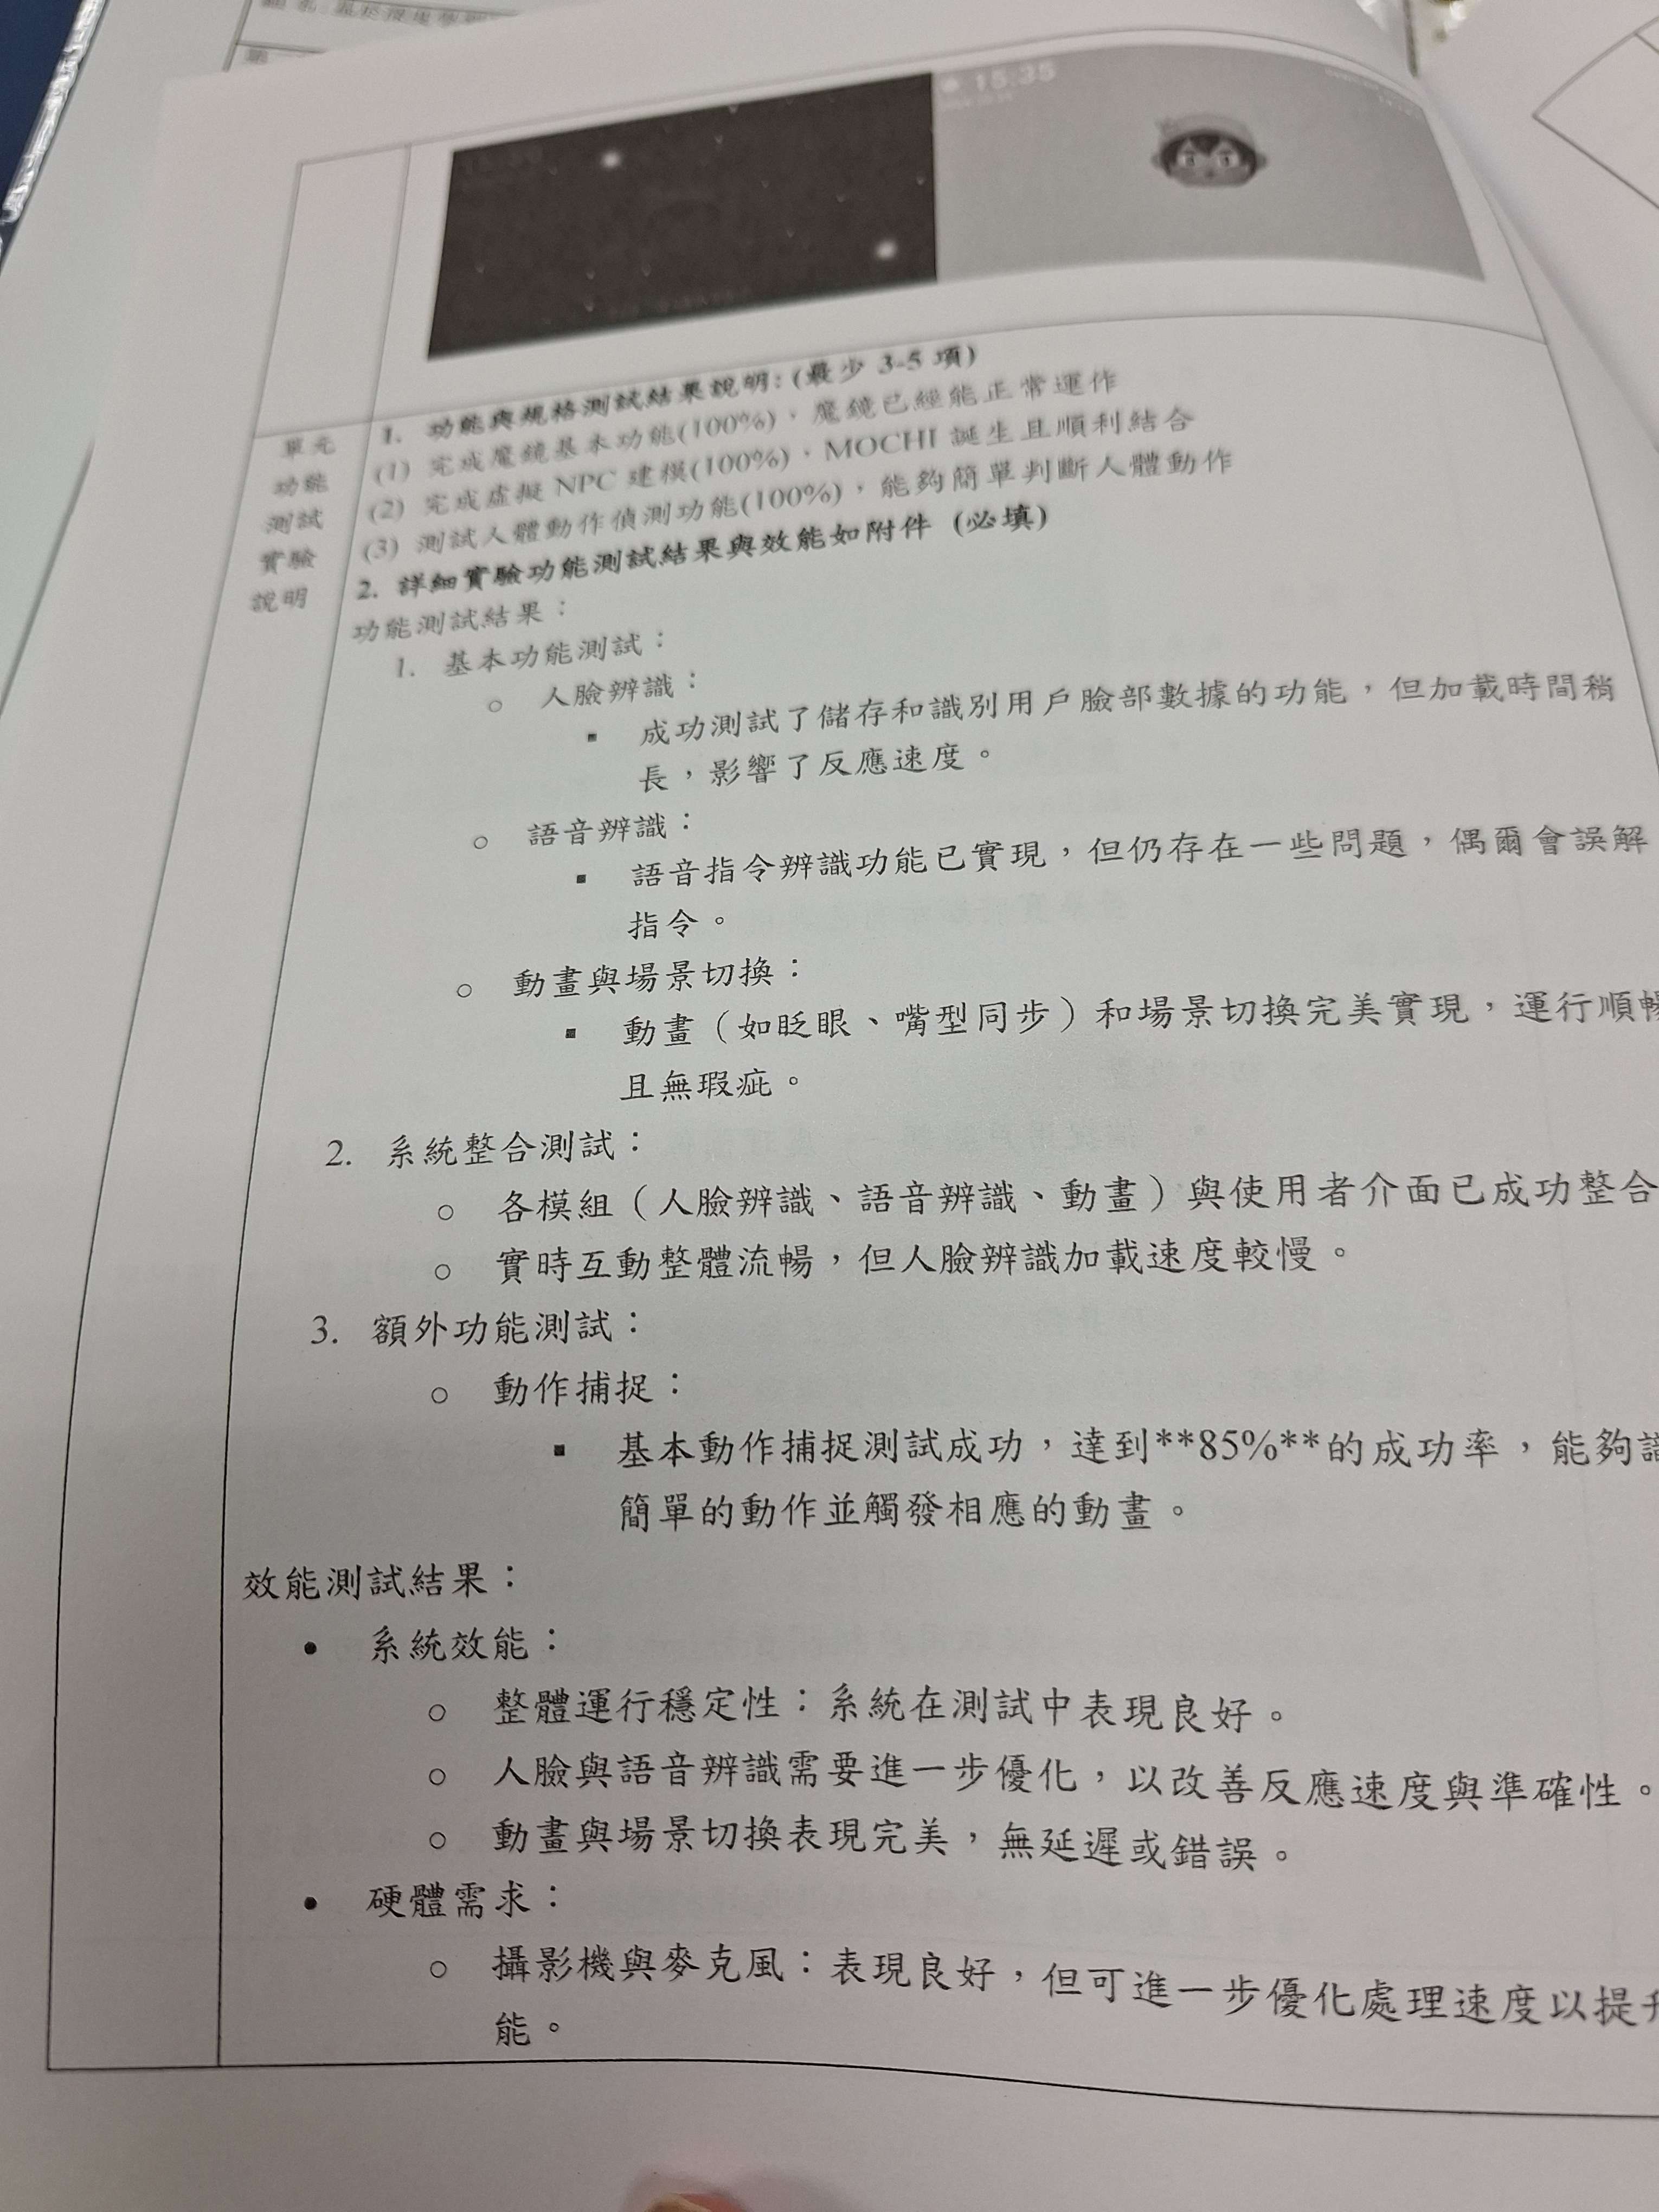 15:35
單元
功能
測試
實驗
說明
1. 功能與規格測試結果說明:(最少 3-5 項)
(1) 完成魔鏡基本功能(100%)，魔鏡已經能正常運作
(2) 完成虛擬 NPC 建模(100%)，MOCHI 誕生且順利結合
(3) 測試人體動作偵測功能(100%)，能夠簡單判斷人體動作
2. 詳細實驗功能測試結果與效能如附件 (必填)
功能測試結果：
1. 基本功能測試：
○ 人臉辨識：
▪ 成功測試了儲存和識別用戶臉部數據的功能，但加載時間稍
長，影響了反應速度。
○ 語音辨識：
▪ 語音指令辨識功能已實現，但仍存在一些問題，偶爾會誤解
指令。
○ 動畫與場景切換：
▪ 動畫（如眨眼、嘴型同步）和場景切換完美實現，運行順暢
且無瑕疵。
2. 系統整合測試：
○ 各模組（人臉辨識、語音辨識、動畫）與使用者介面已成功整合
○ 實時互動整體流暢，但人臉辨識加載速度較慢。
3. 額外功能測試：
○ 動作捕捉：
▪ 基本動作捕捉測試成功，達到**85%**的成功率，能夠
簡單的動作並觸發相應的動畫。
效能測試結果：
• 系統效能：
○ 整體運行穩定性：系統在測試中表現良好。
○ 人臉與語音辨識需要進一步優化，以改善反應速度與準確性。
○ 動畫與場景切換表現完美，無延遲或錯誤。
• 硬體需求：
○ 攝影機與麥克風：表現良好，但可進一步優化處理速度以提升
能。